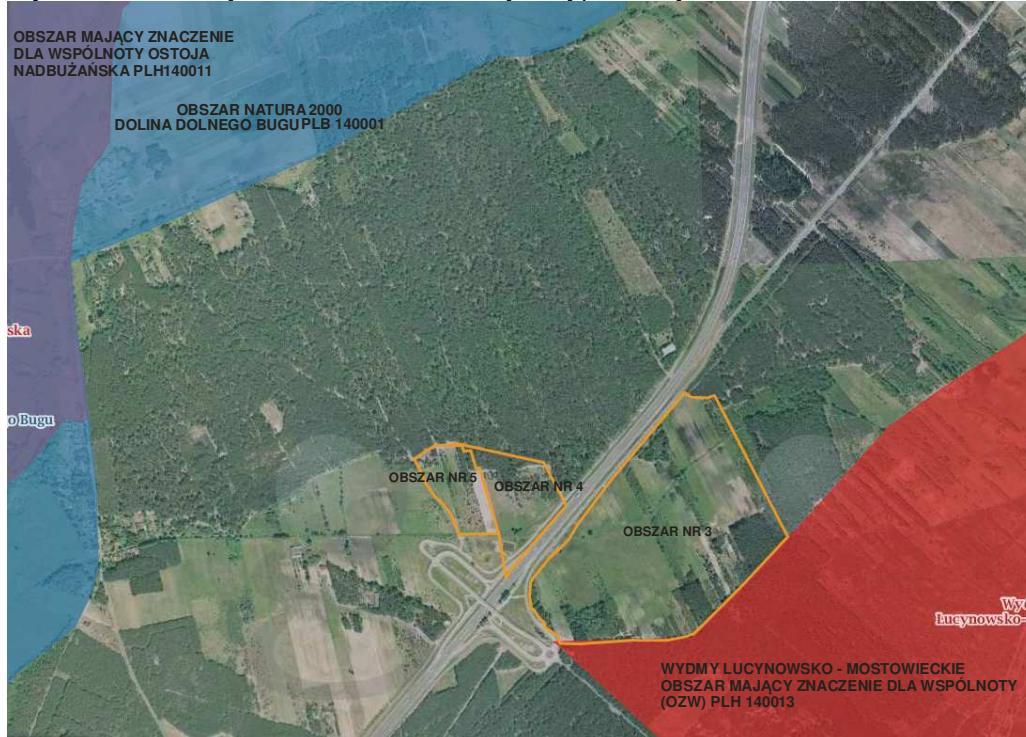 OBSZAR MAJĄCY ZNACZENIE
DLA WSPÓLNOTY OSTOJA
NADBUŻAŃSKA PLH140011
OBSZAR NATURA 2000
DOLINA DOLNEGO BUGU PLB 140001
ska
o Bugu
OBSZAR NR 5
OBSZAR NR 4
OBSZAR NR 3
Wyd
Lucynowsko-
WYDMY LUCYNOWSKO - MOSTOWIECKIE
OBSZAR MAJĄCY ZNACZENIE DLA WSPÓLNOTY
(OZW) PLH 140013